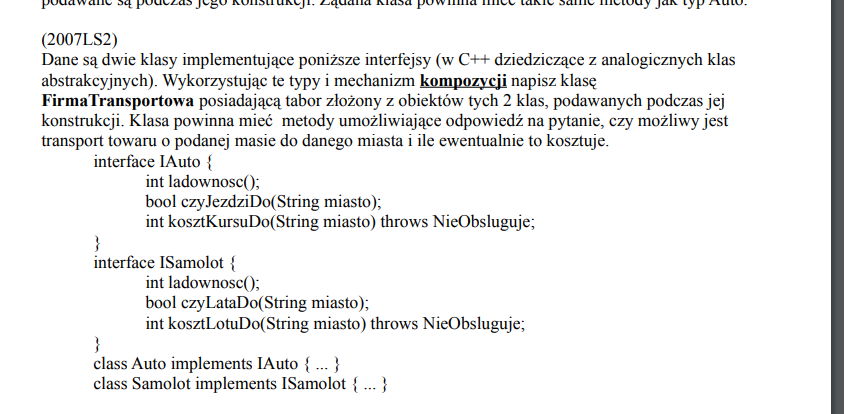 podawane są podczas jego konstrukcji. Żądana klasa powinna mieć takie same metody jak typ Auto.
(2007LS2)
Dane są dwie klasy implementujące poniższe interfejsy (w C++ dziedziczące z analogicznych klas
abstrakcyjnych). Wykorzystując te typy i mechanizm kompozycji napisz klasę
FirmaTransportowa posiadającą tabor złożony z obiektów tych 2 klas, podawanych podczas jej
konstrukcji. Klasa powinna mieć metody umożliwiające odpowiedź na pytanie, czy możliwy jest
transport towaru o podanej masie do danego miasta i ile ewentualnie to kosztuje.
interface IAuto {
int ladownosc();
bool czyJezdziDo(String miasto);
int kosztKursuDo(String miasto) throws NieObsluguje;
}
interface ISamolot {
int ladownosc();
bool czyLataDo(String miasto);
int kosztLotuDo(String miasto) throws NieObsluguje;
}
class Auto implements IAuto { ... }
class Samolot implements ISamolot { ... }